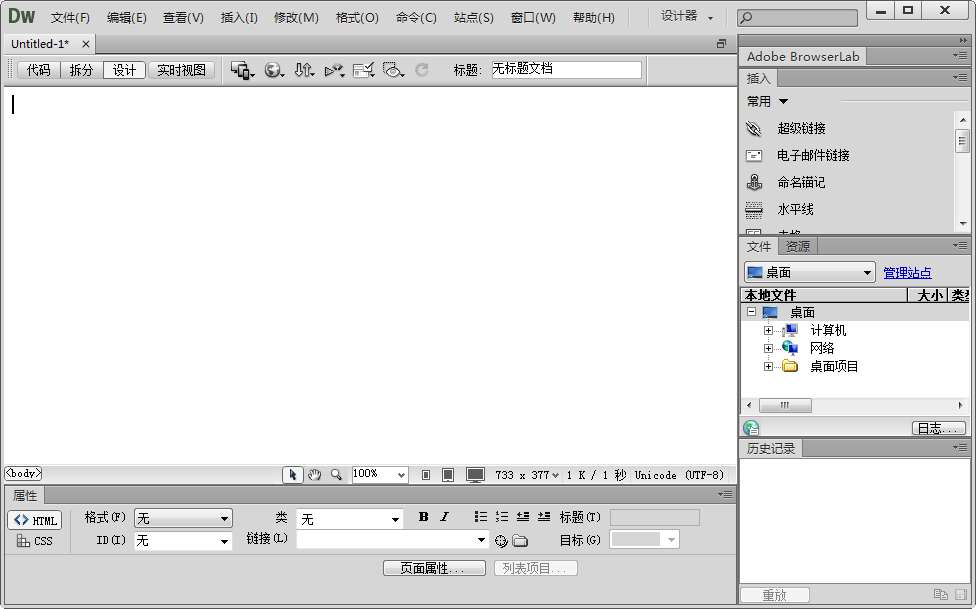 Dw 文件(F) 编辑(E) 查看(V) 插入(I) 修改(M) 格式(O) 命令(C) 站点(S) 窗口(W) 帮助(H) 设计器
Untitled-1* ×
代码 拆分 设计 实时视图 标题: 无标题文档
Adobe BrowserLab
插入
常用
超级链接
电子邮件链接
命名锚记
水平线
文件 资源
桌面 管理站点
本地文件 大小
桌面
计算机
网络
桌面项目
日志...
历史记录
重放
<body> 100% 733 x 377 1 K / 1 秒 Unicode (UTF-8)
属性
<> HTML 格式(F) 无 类 无 B I 标题(T)
CSS ID(I) 无 链接(L) 目标(G)
页面属性... 列表项目...